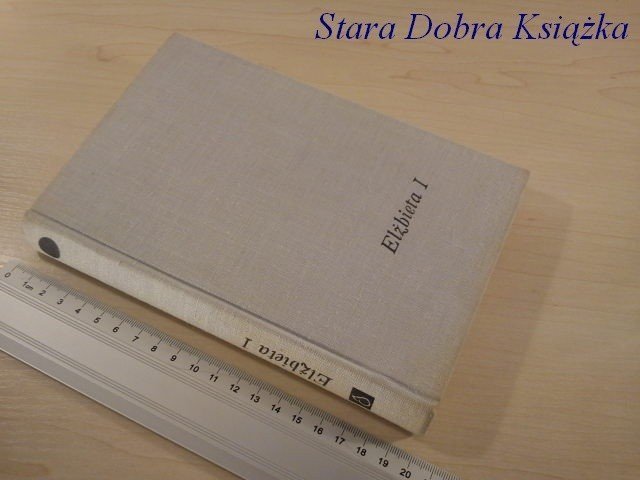 Stara Dobra Książka
Elżbieta I
Elżbieta I
0 1cm 2 3 4 5 6 7 8 9 10 11 12 13 14 15 16 17 18 19 20